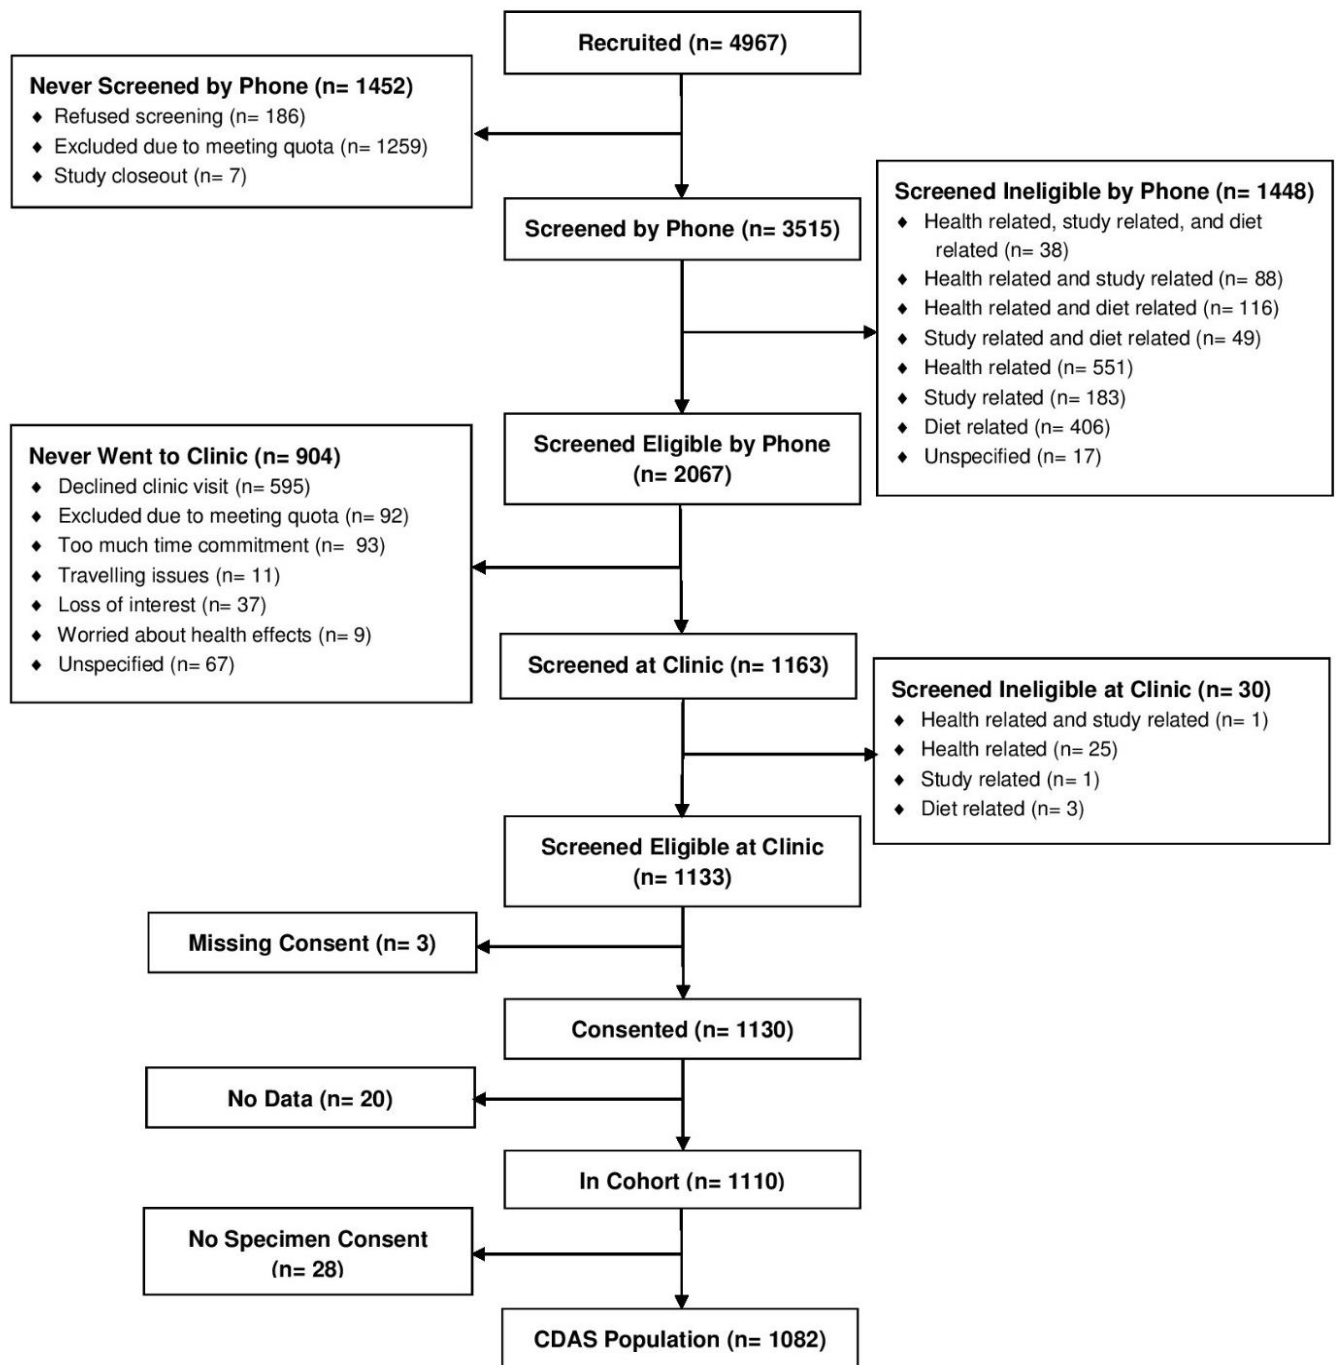 Recruited (n= 4967)
Never Screened by Phone (n= 1452)
♦ Refused screening (n= 186)
♦ Excluded due to meeting quota (n= 1259)
♦ Study closeout (n= 7)
Screened by Phone (n= 3515)
Screened Ineligible by Phone (n= 1448)
♦ Health related, study related, and diet
related (n= 38)
♦ Health related and study related (n= 88)
♦ Health related and diet related (n= 116)
♦ Study related and diet related (n= 49)
♦ Health related (n= 551)
♦ Study related (n= 183)
♦ Diet related (n= 406)
♦ Unspecified (n= 17)
Screened Eligible by Phone
(n= 2067)
Never Went to Clinic (n= 904)
♦ Declined clinic visit (n= 595)
♦ Excluded due to meeting quota (n= 92)
♦ Too much time commitment (n=  93)
♦ Travelling issues (n= 11)
♦ Loss of interest (n= 37)
♦ Worried about health effects (n= 9)
♦ Unspecified (n= 67)
Screened at Clinic (n= 1163)
Screened Ineligible at Clinic (n= 30)
♦ Health related and study related (n= 1)
♦ Health related (n= 25)
♦ Study related (n= 1)
♦ Diet related (n= 3)
Screened Eligible at Clinic
(n= 1133)
Missing Consent (n= 3)
Consented (n= 1130)
No Data (n= 20)
In Cohort (n= 1110)
No Specimen Consent
(n= 28)
CDAS Population (n= 1082)